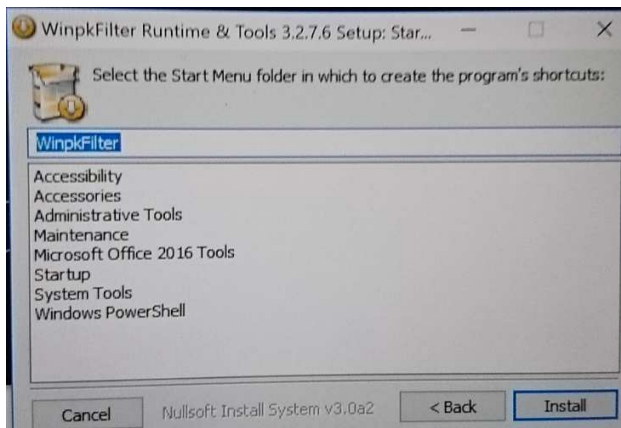 WinpkFilter Runtime & Tools 3.2.7.6 Setup: Star...
Select the Start Menu folder in which to create the program's shortcuts:
WinpkFilter
Accessibility
Accessories
Administrative Tools
Maintenance
Microsoft Office 2016 Tools
Startup
System Tools
Windows PowerShell
Cancel
Nullsoft Install System v3.0a2
< Back
Install